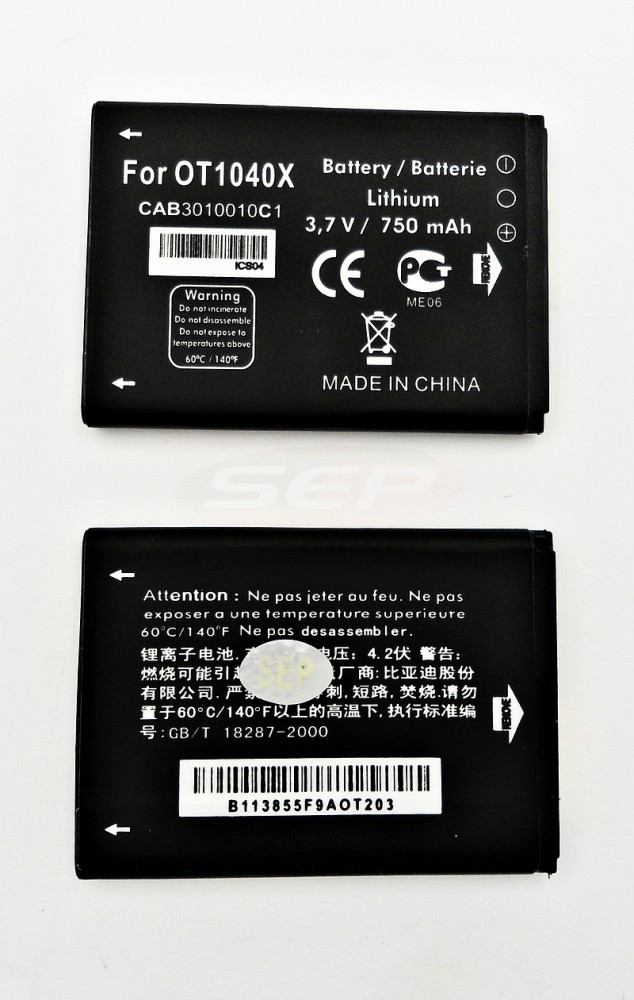 For OT1040X
CAB3010010C1
ICS04
Warning
Do not incinerate
Do not disassemble
Do not expose to
temperatures above
60°C / 140°F
Battery / Batterie
Lithium
3,7 V / 750 mAh
CE
PCT
ME06
MADE IN CHINA
SEP
Attention : Ne pas jeter au feu. Ne pas
exposer a une temperature superieure
60°C/140°F Ne pas desassembler.
锂离子电池. 电压: 4.2伏 警告:
燃烧可能引 厂商: 比亚迪股份
有限公司. 严 刺, 短路, 焚烧.请勿
置于60°C/140°F以上的高温下, 执行标准编
号:GB/T 18287-2000
SEP
B113855F9AOT203